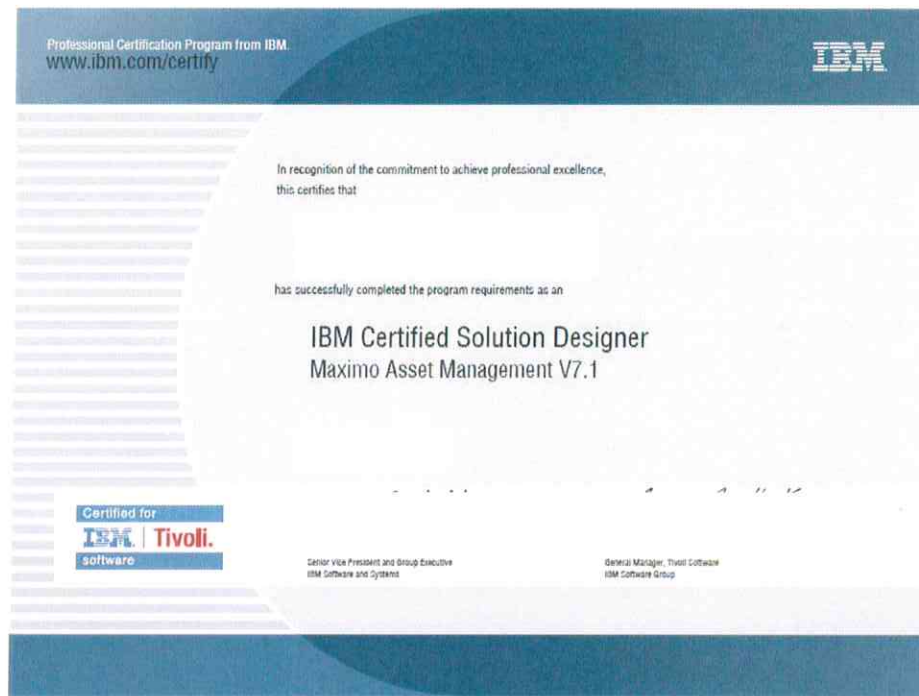 Professional Certification Program from IBM.
www.ibm.com/certify
IBM
In recognition of the commitment to achieve professional excellence,
this certifies that
has successfully completed the program requirements as an
IBM Certified Solution Designer
Maximo Asset Management V7.1
Certified for
IBM. | Tivoli.
software
Senior Vice President and Group Executive
IBM Software and Systems
General Manager, Tivoli Software
IBM Software Group